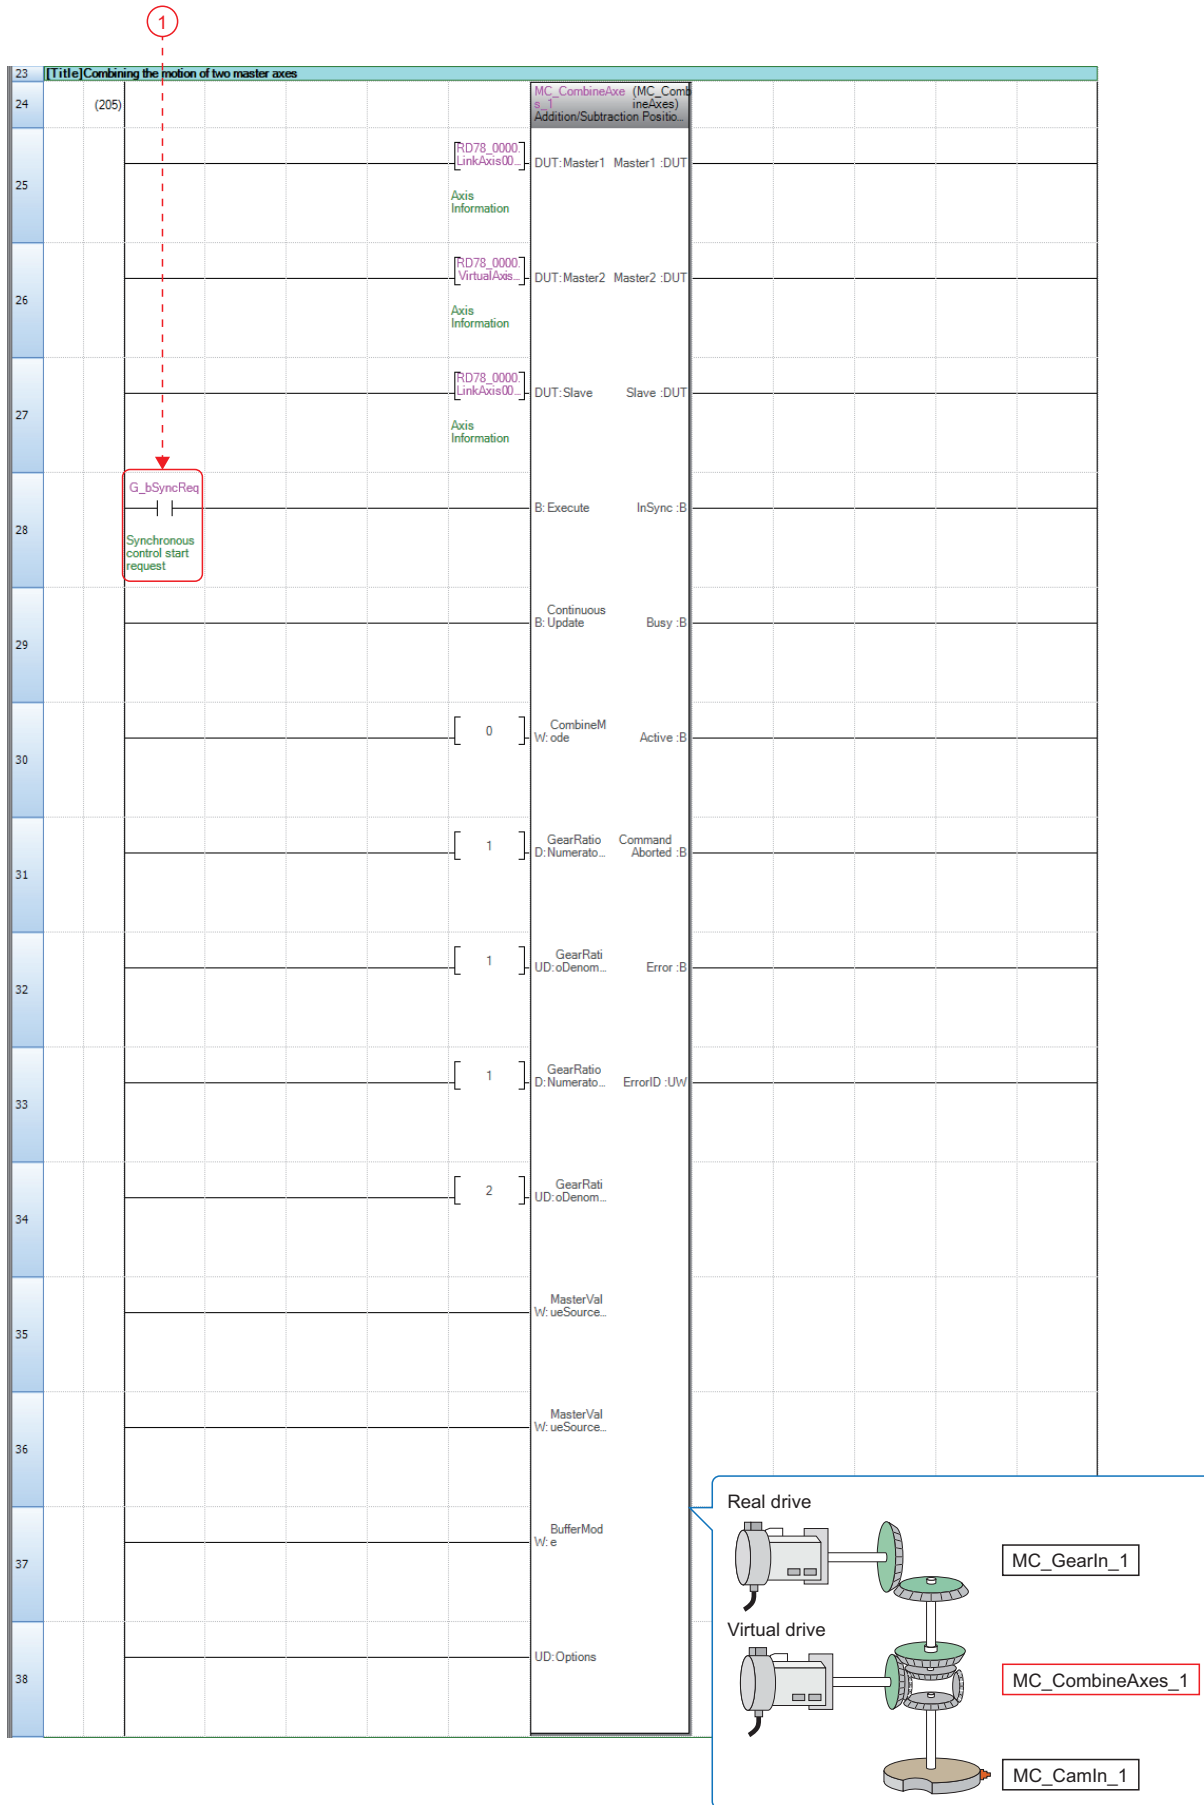 1
23 [Title]Combining the motion of two master axes
24 (205)
MC_CombineAxe (MC_Comb
s_1 ineAxes)
Addition/Subtraction Positio...
25
RD78_0000.
LinkAxis00...
DUT:Master1 Master1 :DUT
Axis
Information
26
RD78_0000.
VirtualAxis...
DUT:Master2 Master2 :DUT
Axis
Information
27
RD78_0000.
LinkAxis00...
DUT:Slave Slave :DUT
Axis
Information
28
G_bSyncReq
B:Execute InSync :B
Synchronous
control start
request
29
Continuous
B:Update Busy :B
30
0
CombineM
W:ode Active :B
31
1
GearRatio Command
D:Numerato... Aborted :B
32
1
GearRati
UD:oDenom... Error :B
33
1
GearRatio
D:Numerato... ErrorID :UW
34
2
GearRati
UD:oDenom...
35
MasterVal
W:ueSource...
36
MasterVal
W:ueSource...
37
BufferMod
W:e
38
UD:Options
Real drive
MC_GearIn_1
Virtual drive
MC_CombineAxes_1
MC_CamIn_1